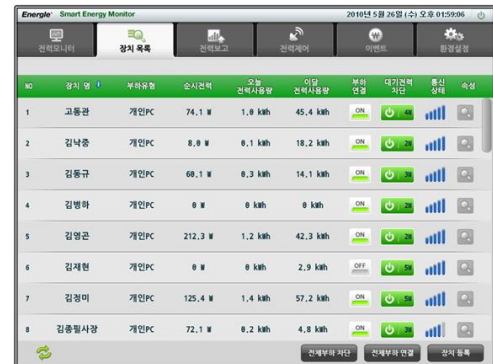 Energle Smart Energy Monitor 2010년 5월 26일 (수) 오후 01:59:06
전력모니터 장치 목록 전력보고 전력제어 이벤트 환경설정
NO 장치 명 부하유형 순시전력 오늘 전력사용량 이달 전력사용량 부하 연결 대기전력 차단 통신 상태 속성
1 고동관 개인PC 74.1 W 1.0 kWh 45.4 kWh ON 4W
2 김낙중 개인PC 8.0 W 0.1 kWh 18.2 kWh ON 2W
3 김동규 개인PC 60.1 W 0.3 kWh 14.1 kWh ON 3W
4 김병하 개인PC 0 W 0 kWh 0 kWh ON 2W
5 김영곤 개인PC 212.3 W 1.2 kWh 42.3 kWh ON 2W
6 김재현 개인PC 0 W 0 kWh 2.9 kWh OFF 5W
7 김정미 개인PC 125.4 W 1.4 kWh 57.2 kWh ON 5W
8 김종필사장 개인PC 72.1 W 0.2 kWh 4.8 kWh ON 3W
전체부하 차단 전체부하 연결 장치 등록